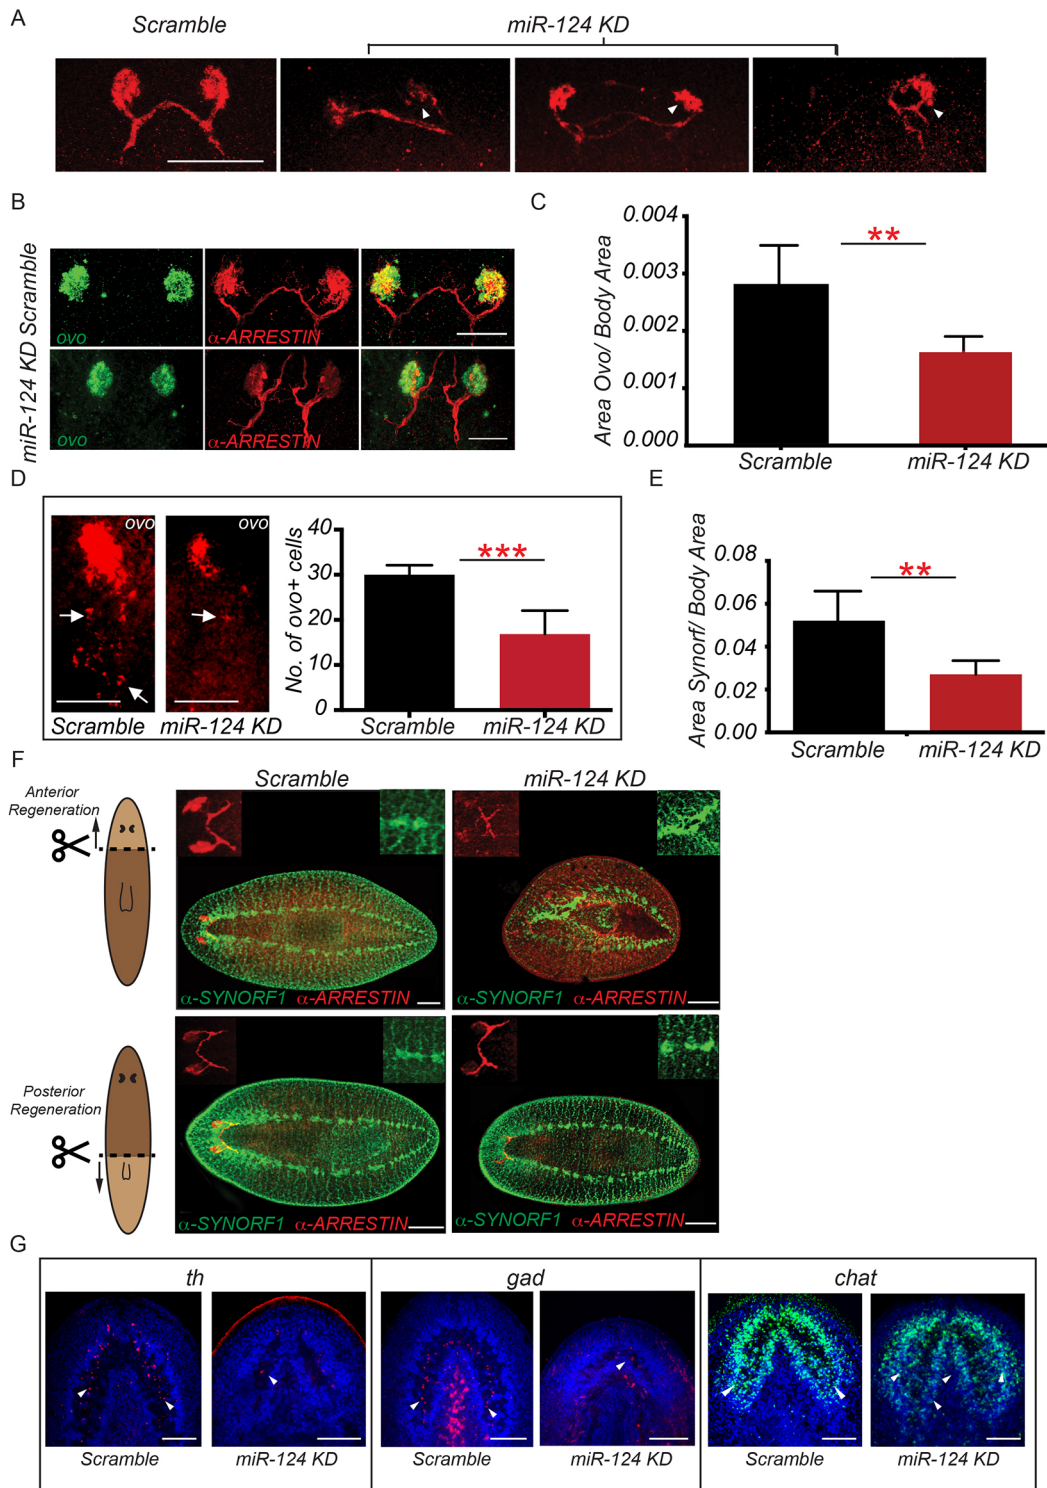 A
Scramble
miR-124 KD
B
Scramble
ovo
α-ARRESTIN
miR-124 KD
ovo
α-ARRESTIN
C
Area Ovo/ Body Area
0.004
0.003
0.002
0.001
0.000
**
Scramble
miR-124 KD
D
ovo
ovo
Scramble
miR-124 KD
No. of ovo+ cells
40
30
20
10
0
***
Scramble
miR-124 KD
E
Area Synorf/ Body Area
0.08
0.06
0.04
0.02
0.00
**
Scramble
miR-124 KD
F
Scramble
miR-124 KD
Anterior
Regeneration
α-SYNORF1 α-ARRESTIN
α-SYNORF1 α-ARRESTIN
Posterior
Regeneration
α-SYNORF1 α-ARRESTIN
α-SYNORF1 α-ARRESTIN
G
th
gad
chat
Scramble
miR-124 KD
Scramble
miR-124 KD
Scramble
miR-124 KD